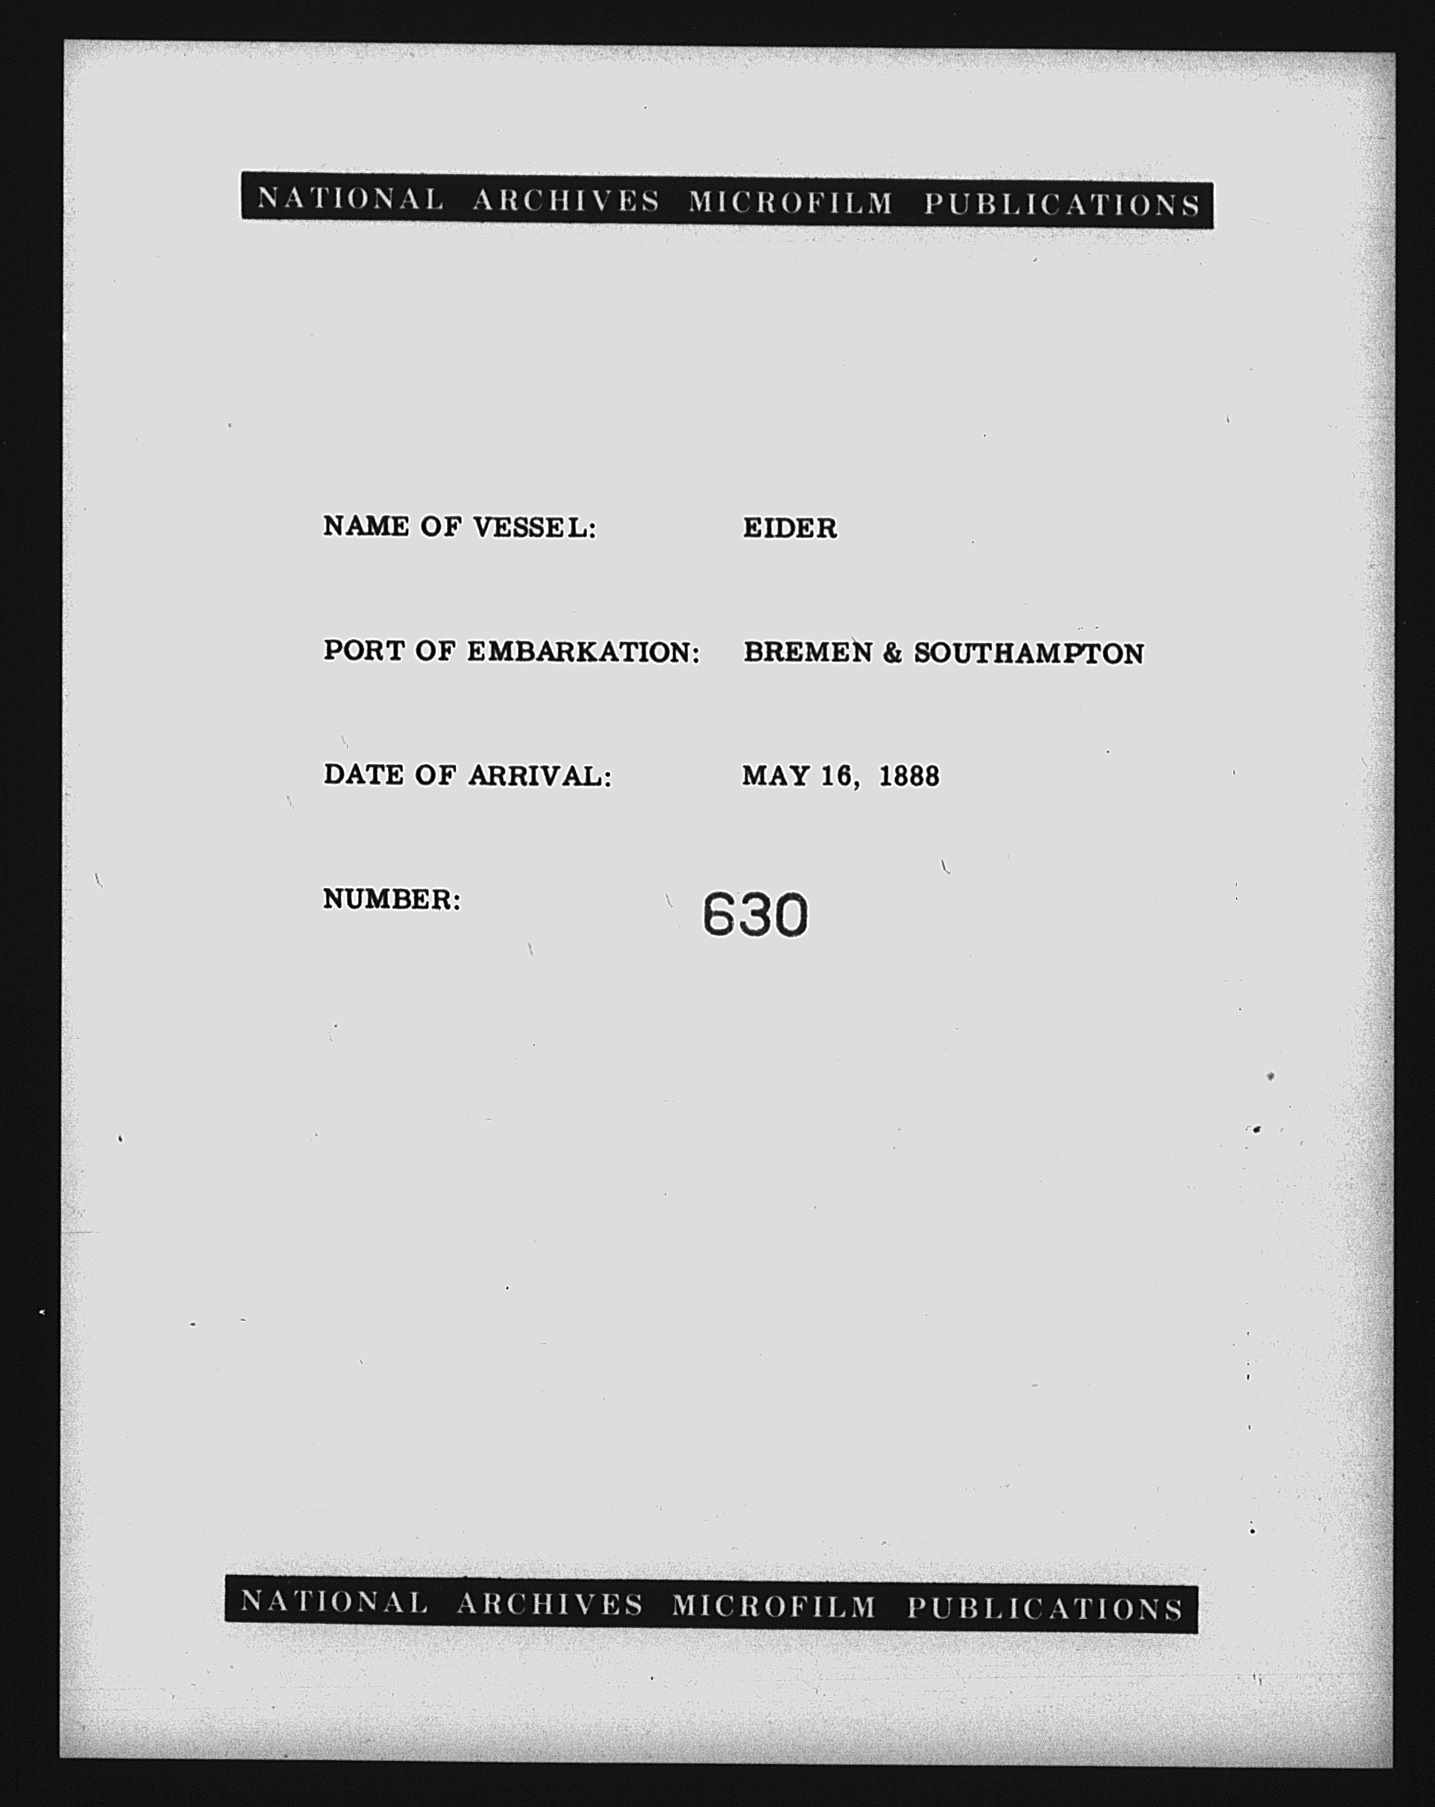 NATIONAL ARCHIVES MICROFILM PUBLICATIONS
NAME OF VESSEL: EIDER
PORT OF EMBARKATION: BREMEN & SOUTHAMPTON
DATE OF ARRIVAL: MAY 16, 1888
NUMBER: 630
NATIONAL ARCHIVES MICROFILM PUBLICATIONS